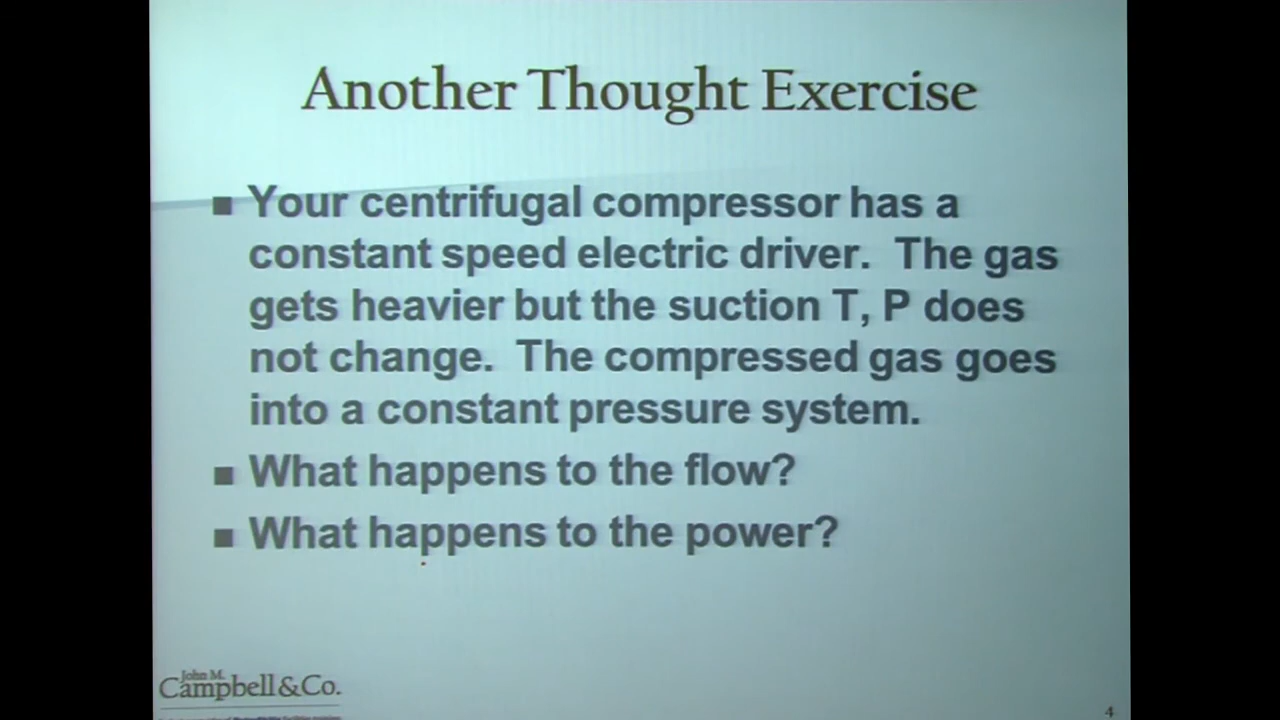 Another Thought Exercise
■ Your centrifugal compressor has a
constant speed electric driver. The gas
gets heavier but the suction T, P does
not change. The compressed gas goes
into a constant pressure system.
■ What happens to the flow?
■ What happens to the power?
John M.
Campbell & Co.
4